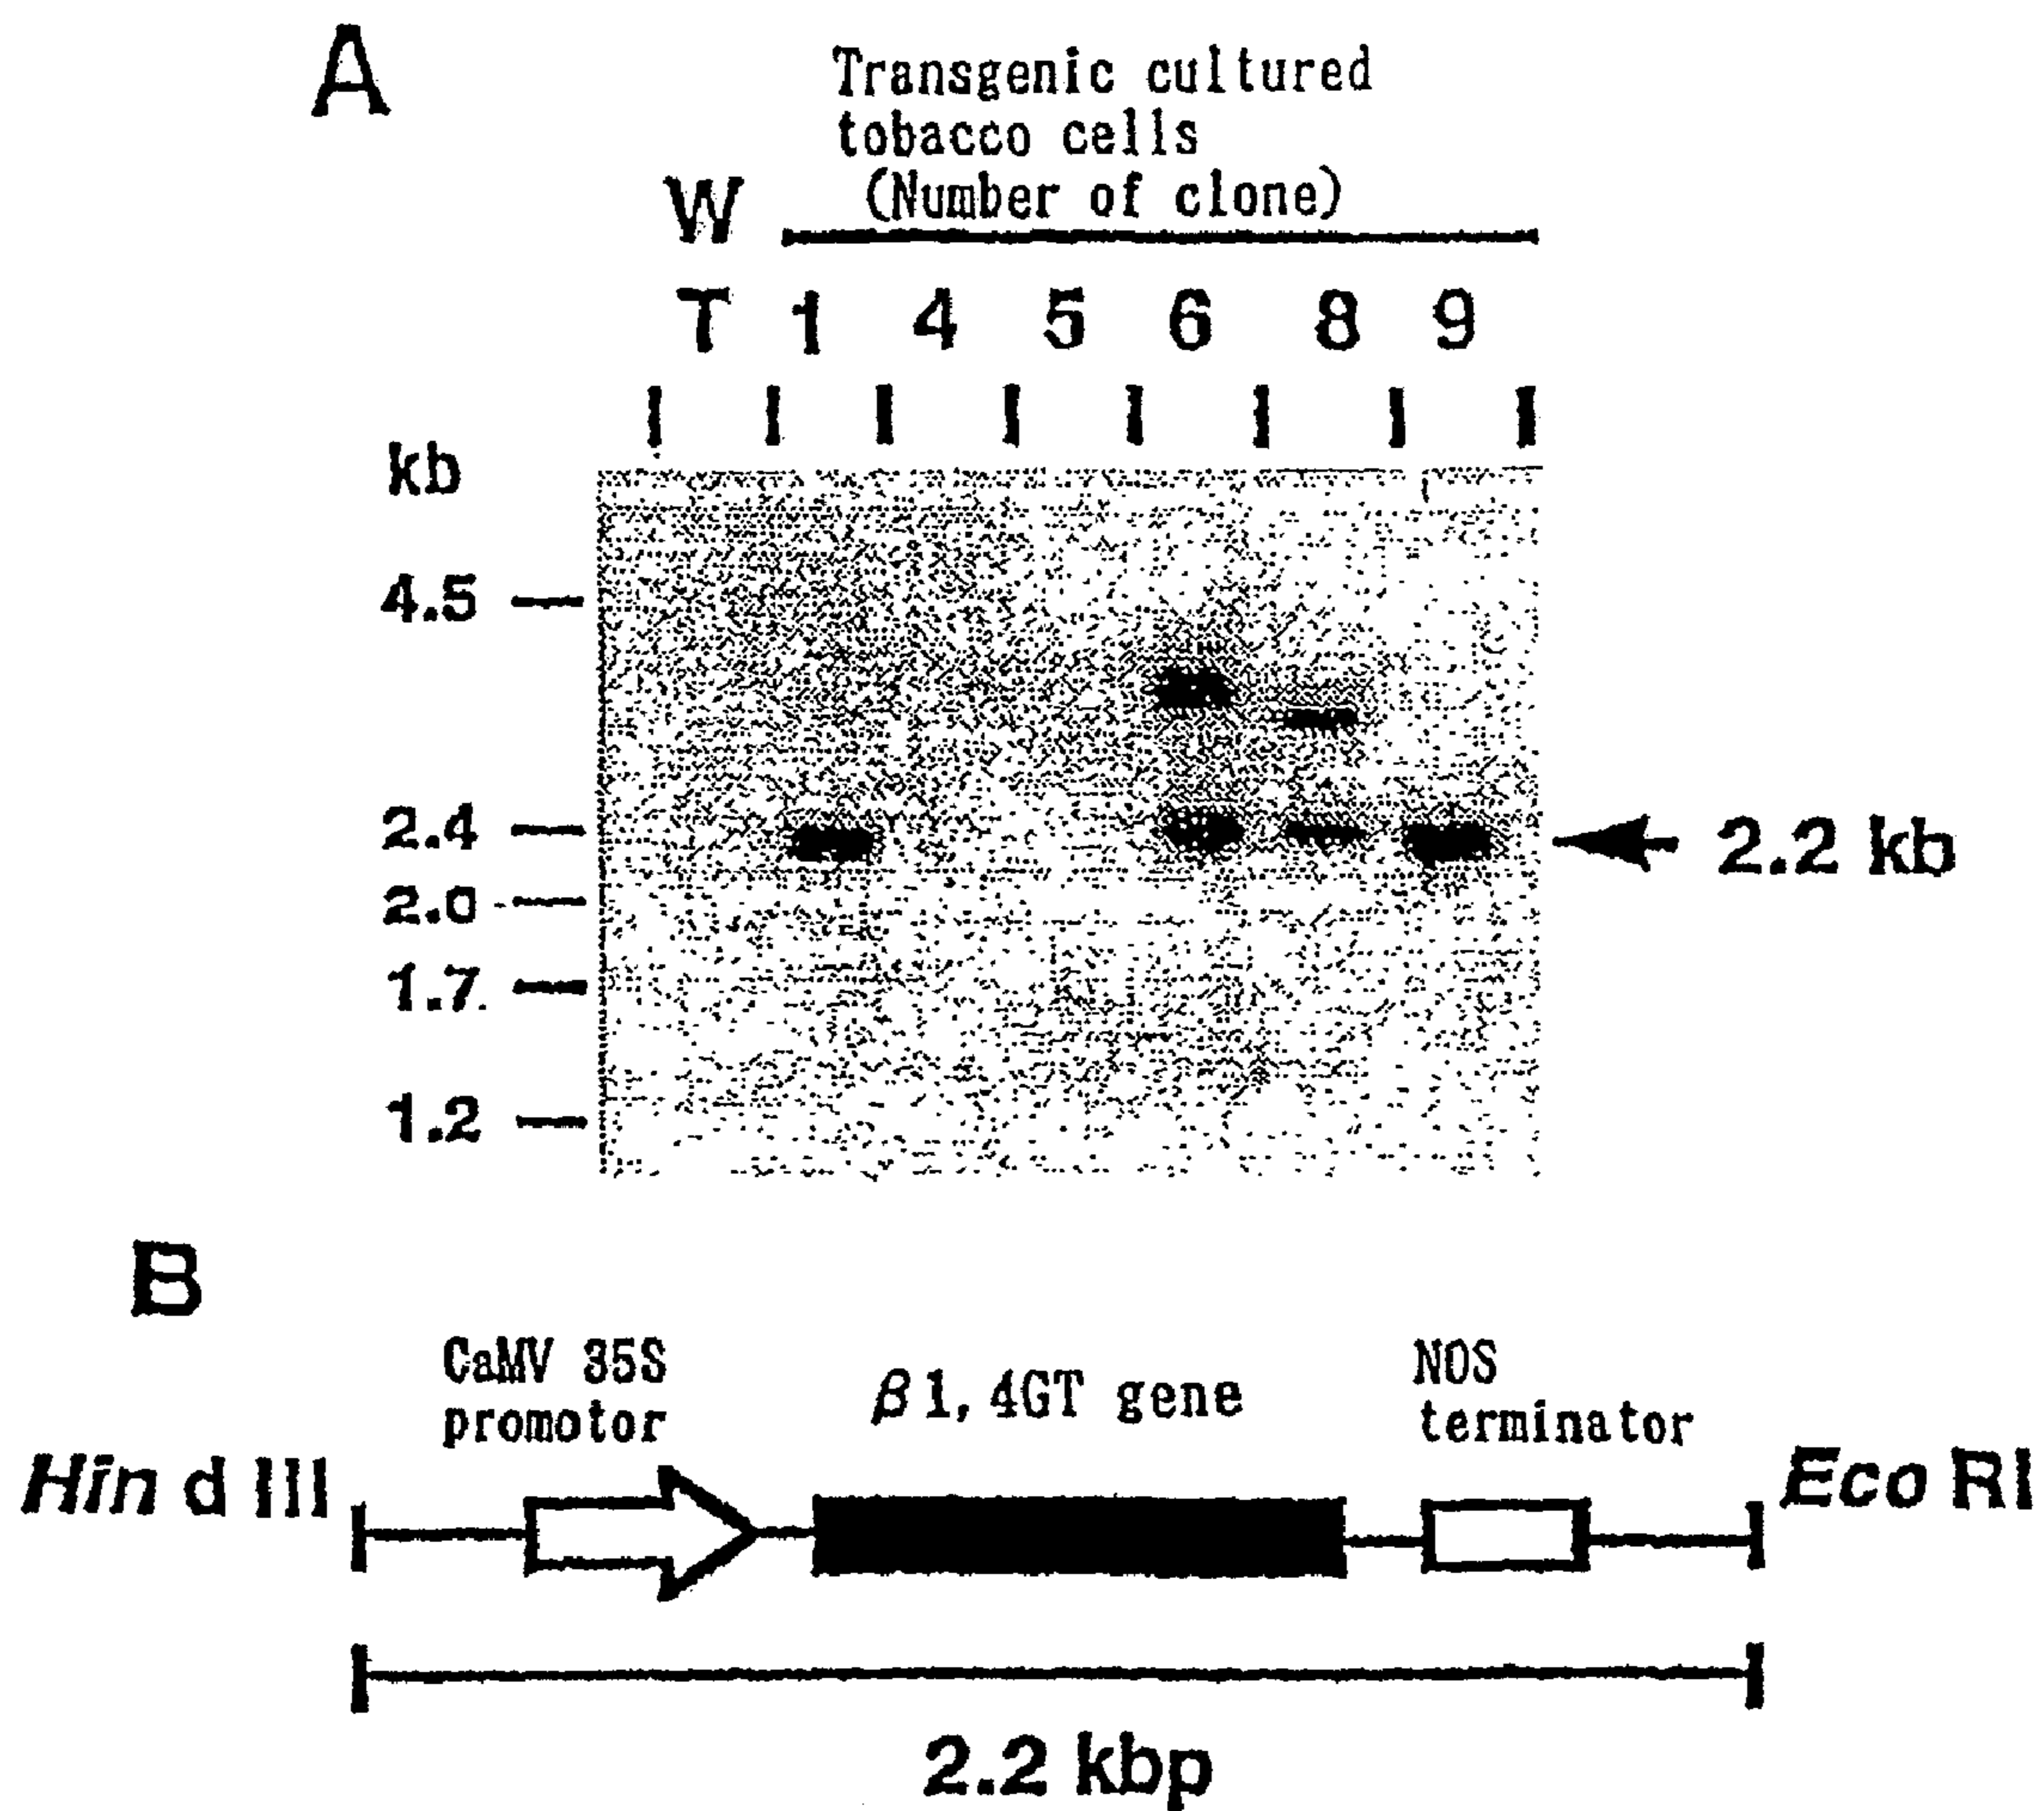 A
Transgenic cultured
tobacco cells
(Number of clone)
W
T 1 4 5 6 8 9
kb
4.5
2.4
2.2 kb
2.0
1.7
1.2
B
CaMV 35S
promotor
β1,4GT gene
NOS
terminator
Hin d III
Eco RI
2.2 kbp